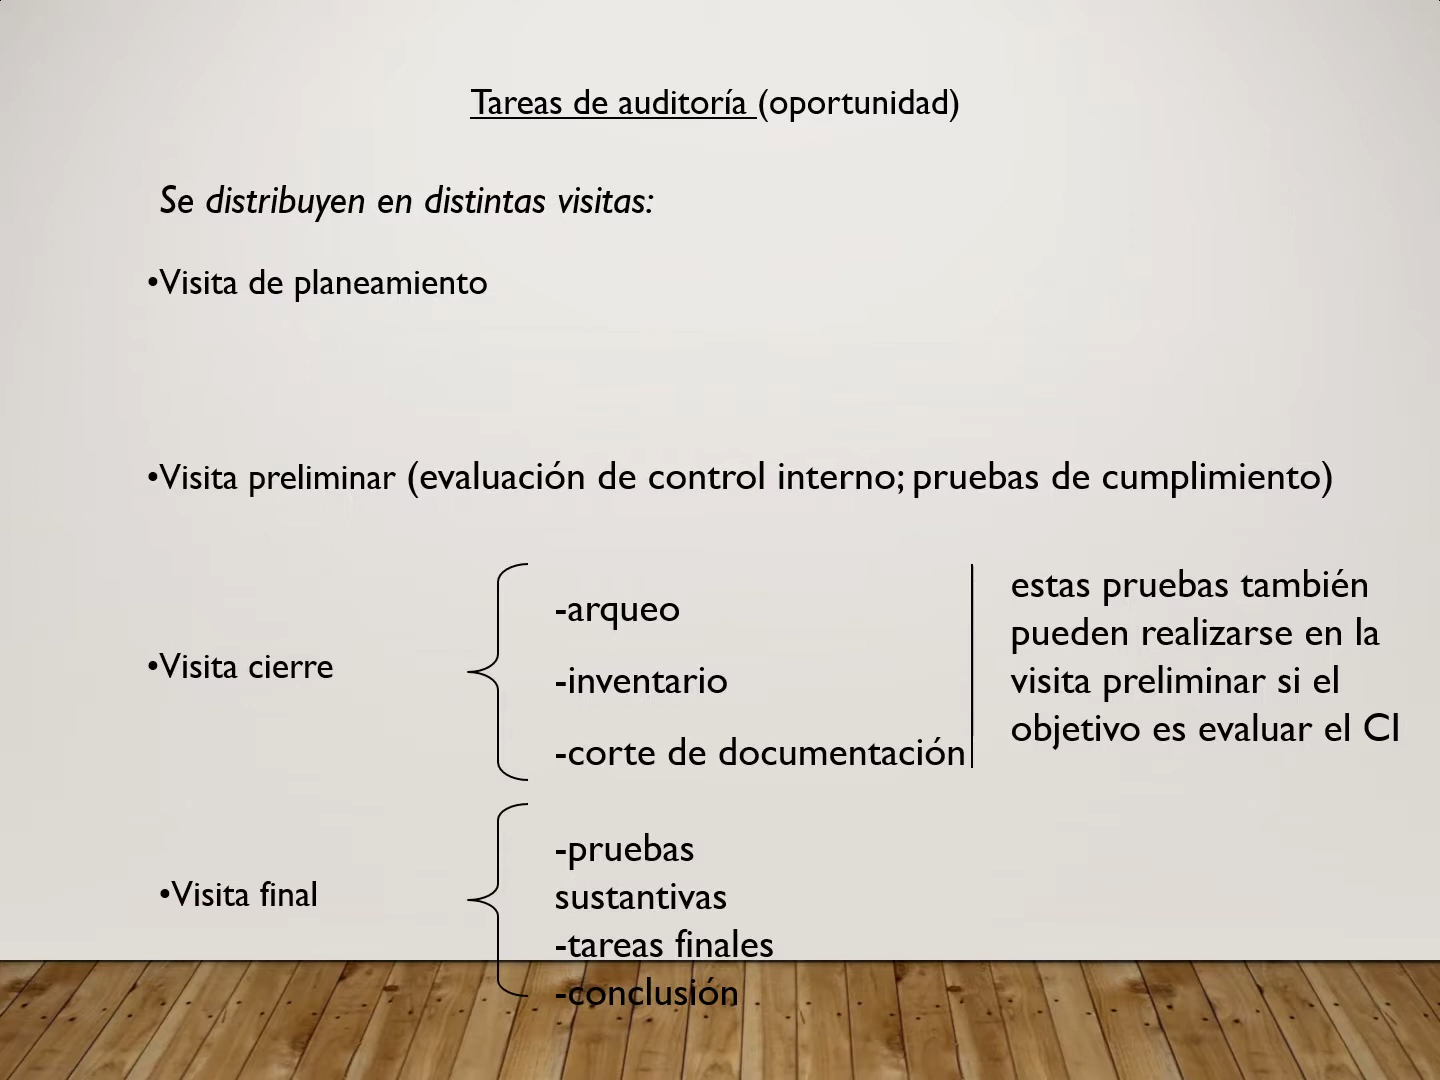 Tareas de auditoría (oportunidad)
Se distribuyen en distintas visitas:
•Visita de planeamiento
•Visita preliminar (evaluación de control interno; pruebas de cumplimiento)
•Visita cierre
-arqueo
-inventario
-corte de documentación
estas pruebas también
pueden realizarse en la
visita preliminar si el
objetivo es evaluar el CI
•Visita final
-pruebas
sustantivas
-tareas finales
-conclusión